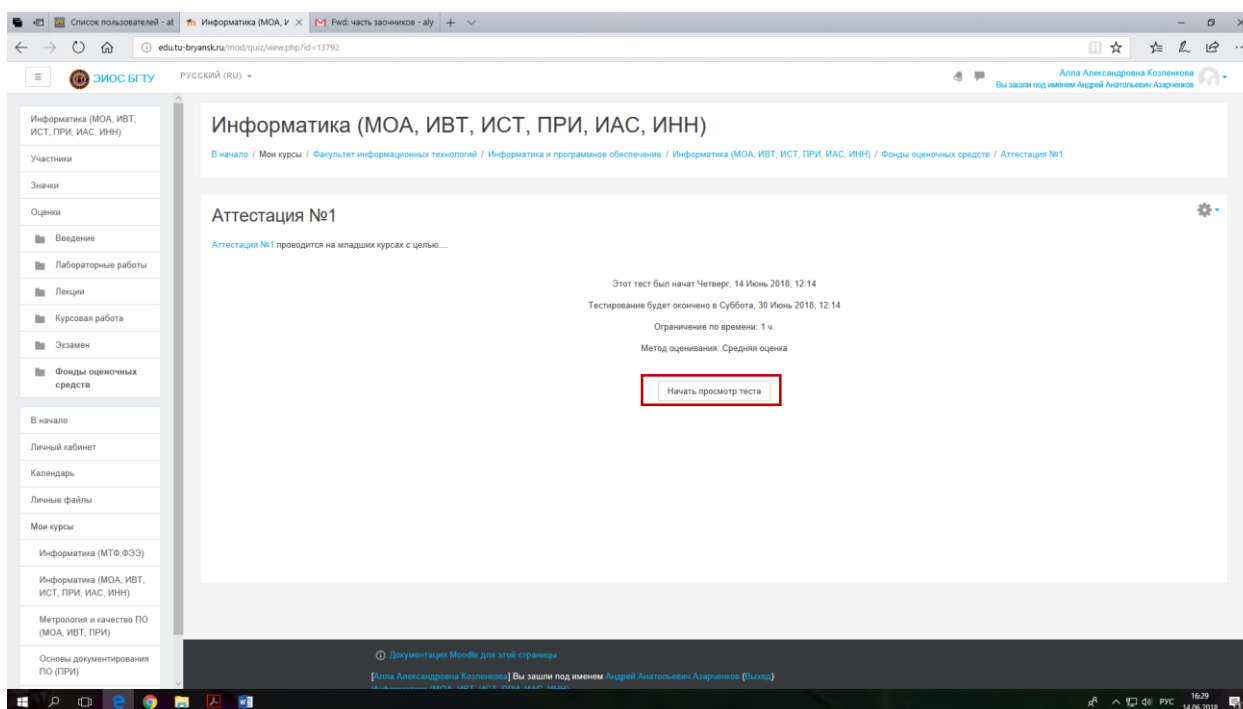 Список пользователей - al
Информатика (МОА, И
Fwd: часть заочников - aly
edu.tu-bryansk.ru/mod/quiz/view.php?id=13792
ЭИОС БГТУ
РУССКИЙ (RU)
Алла Александровна Козленкова
Вы зашли под именем Андрей Анатольевич Азарченков
Информатика (МОА, ИВТ,
ИСТ, ПРИ, ИАС, ИНН)
Участники
Значки
Оценки
Введение
Лабораторные работы
Лекции
Курсовая работа
Экзамен
Фонды оценочных
средств
В начало
Личный кабинет
Календарь
Личные файлы
Мои курсы
Информатика (МТФ,ФЭЭ)
Информатика (МОА, ИВТ,
ИСТ, ПРИ, ИАС, ИНН)
Метрология и качество ПО
(МОА, ИВТ, ПРИ)
Основы документирования
ПО (ПРИ)
Информатика (МОА, ИВТ, ИСТ, ПРИ, ИАС, ИНН)
В начало / Мои курсы / Факультет информационных технологий / Информатика и программное обеспечение / Информатика (МОА, ИВТ, ИСТ, ПРИ, ИАС, ИНН) / Фонды оценочных средств / Аттестация №1
Аттестация №1
Аттестация №1 проводится на младших курсах с целью....
Этот тест был начат Четверг, 14 Июнь 2018, 12:14
Тестирование будет окончено в Суббота, 30 Июнь 2018, 12:14
Ограничение по времени: 1 ч.
Метод оценивания: Средняя оценка
Начать просмотр теста
Документация Moodle для этой страницы
[Алла Александровна Козленкова] Вы зашли под именем Андрей Анатольевич Азарченков (Выход)
Информатика (МОА, ИВТ, ИСТ, ПРИ, ИАС, ИНН)
РУС
16:29
14.06.2018